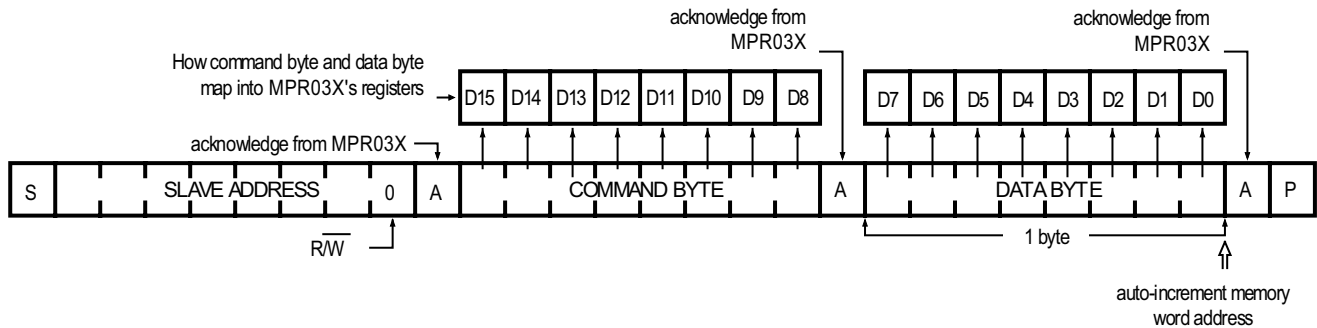 acknowledge from
MPR03X
acknowledge from
MPR03X
How command byte and data byte
map into MPR03X's registers
D15 D14 D13 D12 D11 D10 D9 D8
D7 D6 D5 D4 D3 D2 D1 D0
acknowledge from MPR03X
S SLAVE ADDRESS 0 A COMMAND BYTE A DATA BYTE A P
R/W
1 byte
auto-increment memory
word address